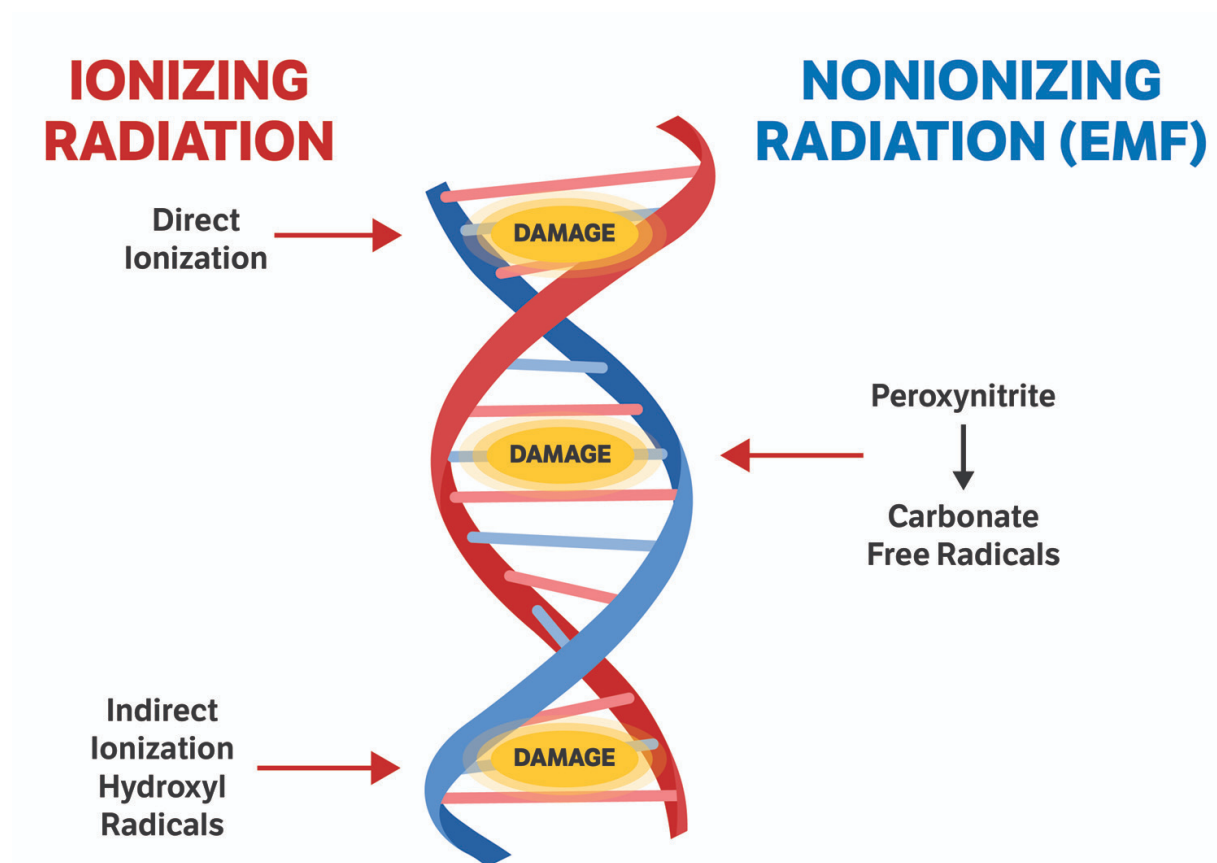 IONIZING
RADIATION
NONIONIZING
RADIATION (EMF)
Direct
Ionization
DAMAGE
Peroxynitrite
DAMAGE
Carbonate
Free Radicals
Indirect
Ionization
Hydroxyl
Radicals
DAMAGE